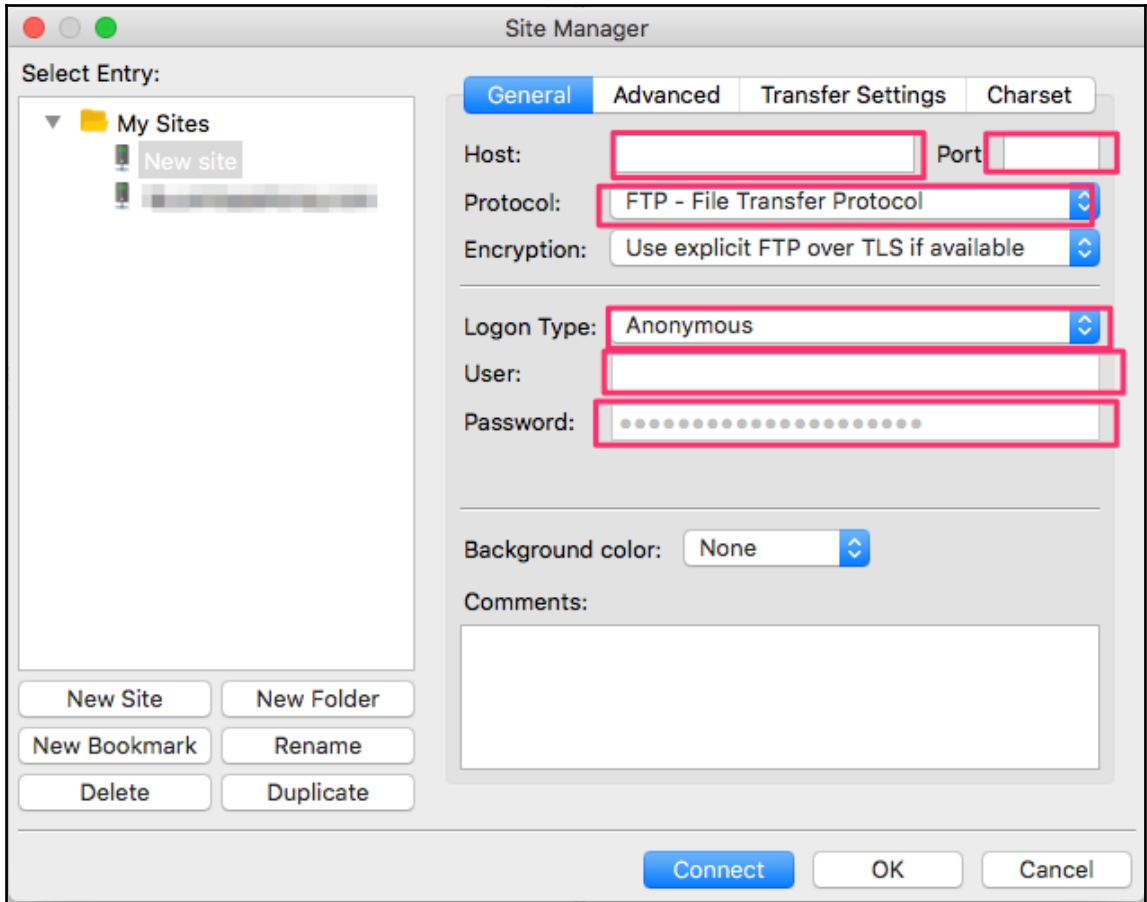 Site Manager
Select Entry:
My Sites
New site
New Site New Folder
New Bookmark Rename
Delete Duplicate
General Advanced Transfer Settings Charset
Host: Port
Protocol: FTP - File Transfer Protocol
Encryption: Use explicit FTP over TLS if available
Logon Type: Anonymous
User:
Password: ●●●●●●●●●●●●●●●●●●●●●●
Background color: None
Comments:
Connect OK Cancel